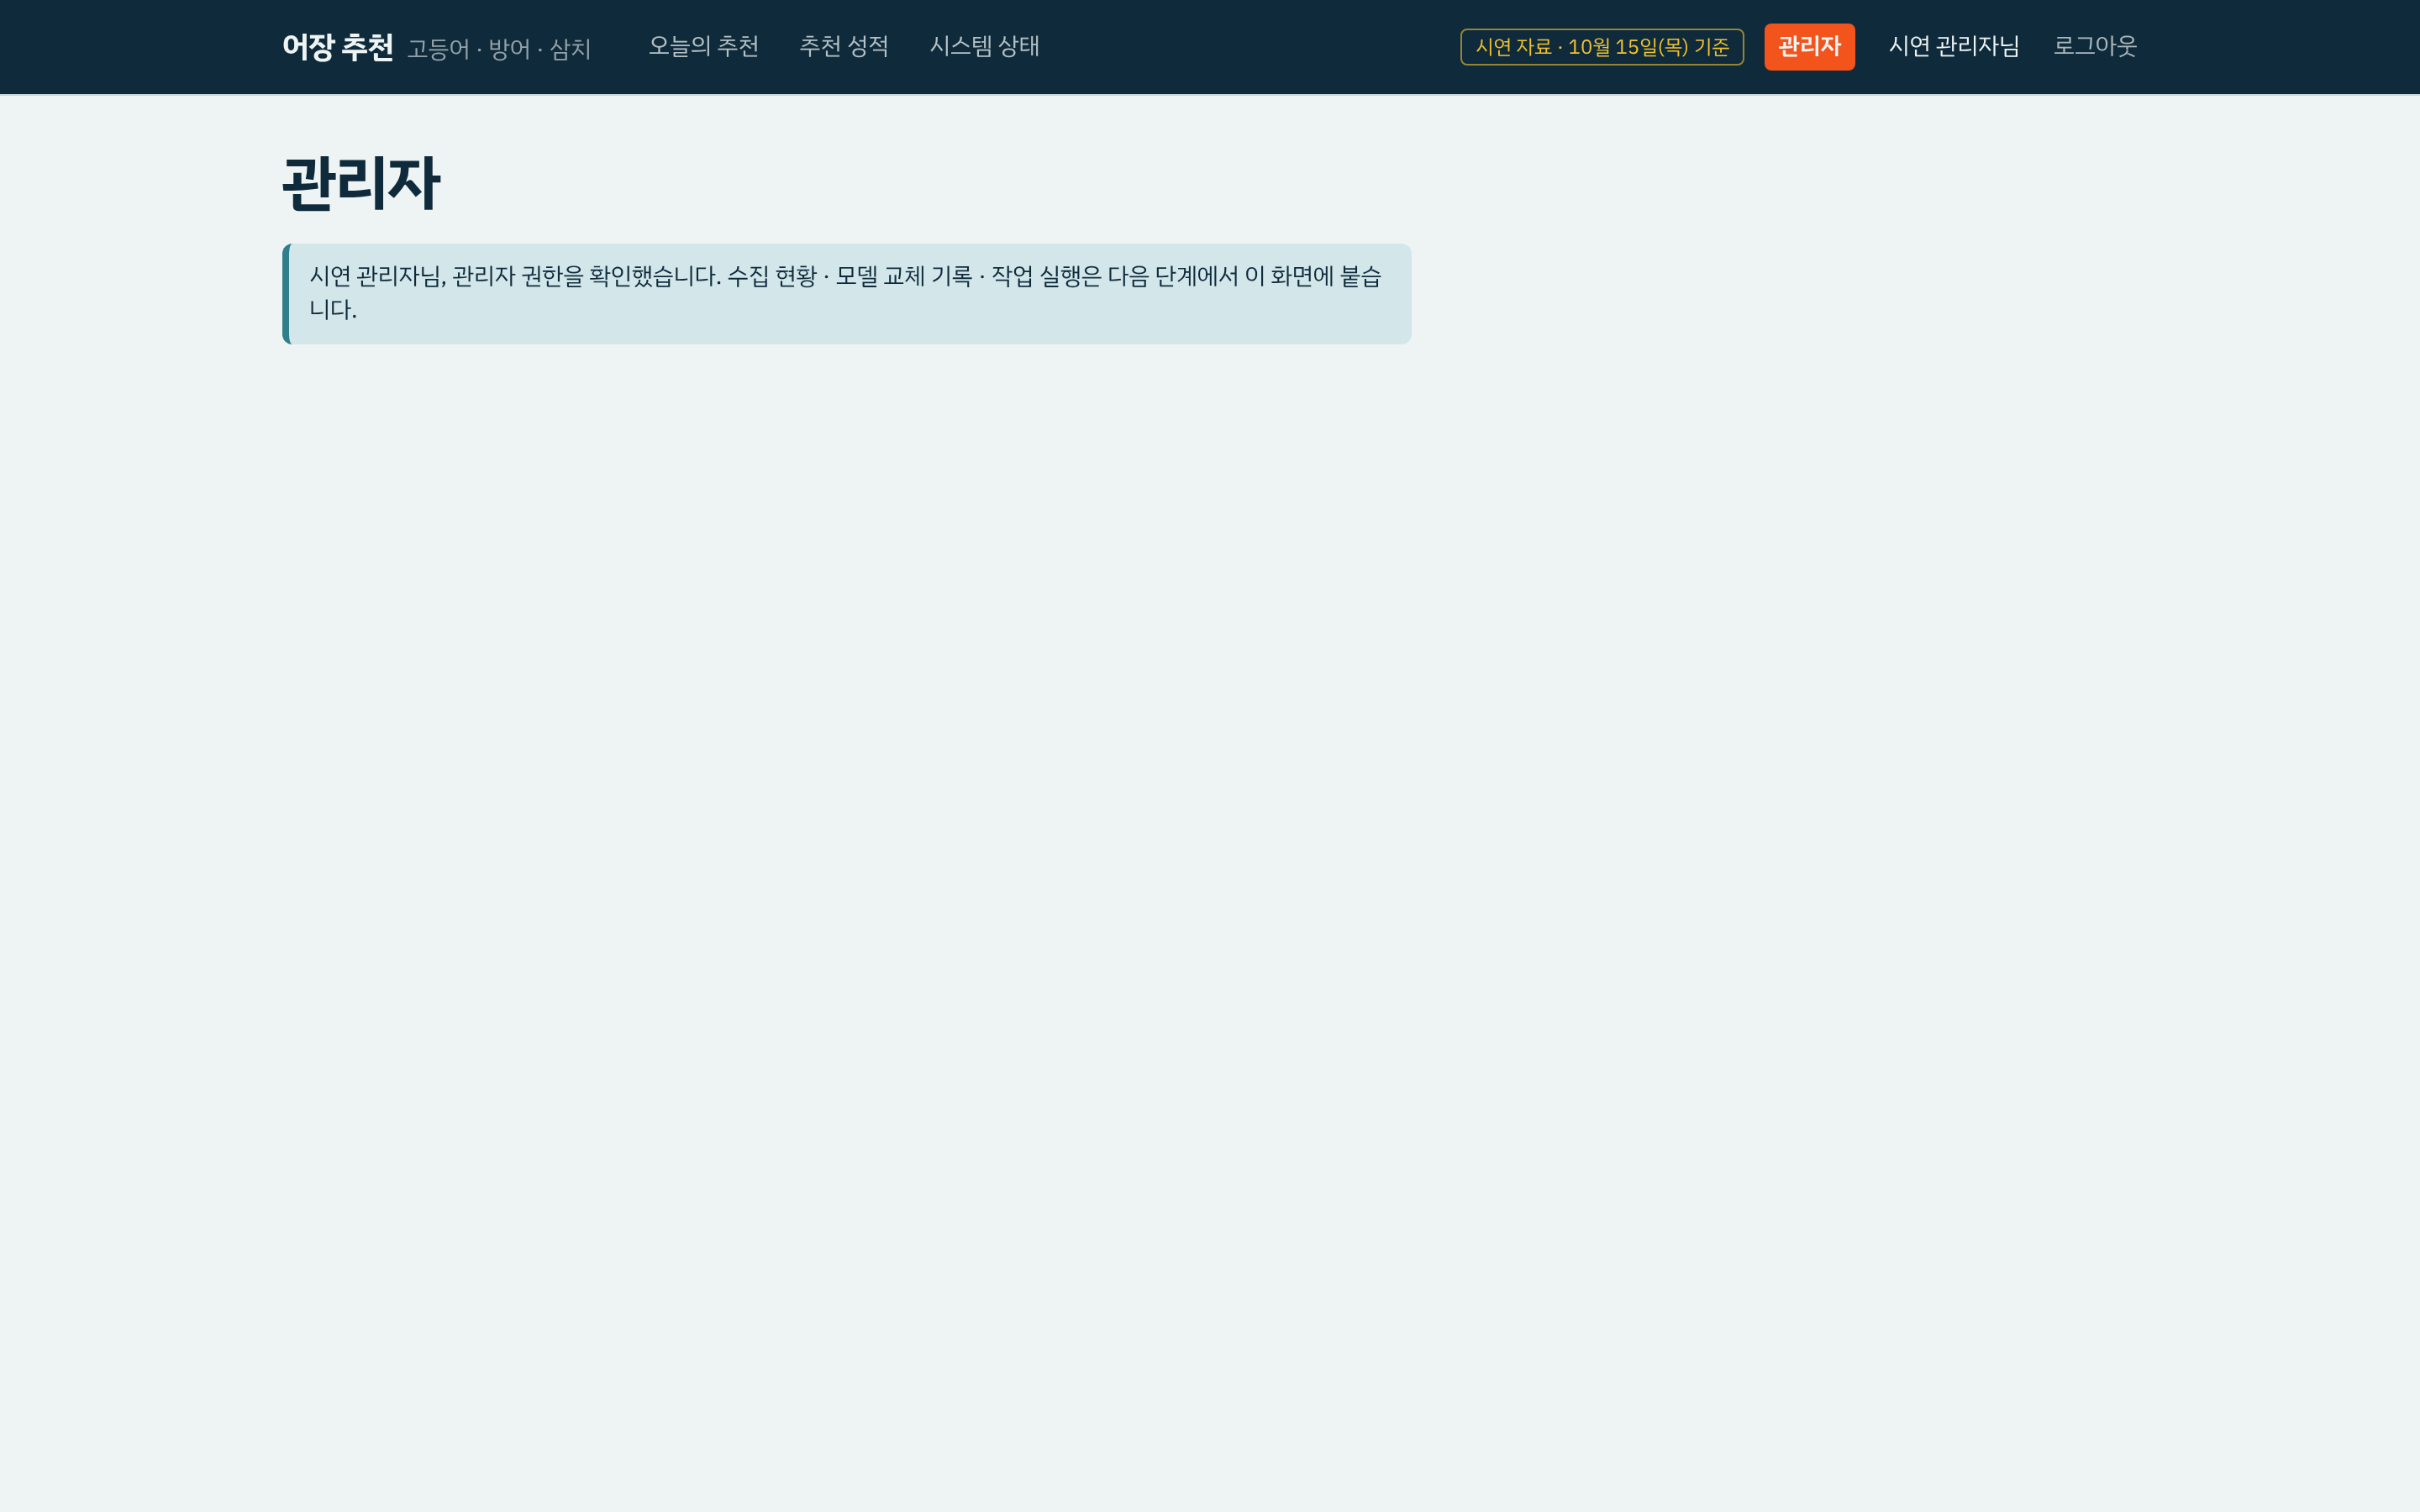 어장 추천 고등어 · 방어 · 삼치 오늘의 추천 추천 성적 시스템 상태 시연 자료 · 10월 15일(목) 기준 관리자 시연 관리자님 로그아웃
관리자
시연 관리자님, 관리자 권한을 확인했습니다. 수집 현황 · 모델 교체 기록 · 작업 실행은 다음 단계에서 이 화면에 붙습
니다.